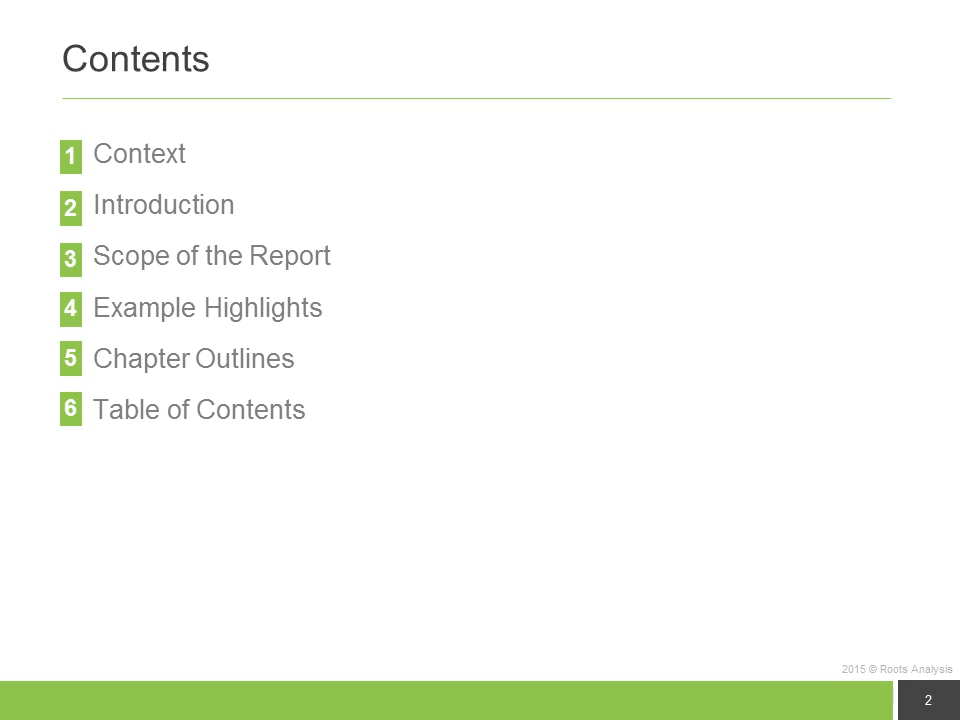 Contents
1 Context
2 Introduction
3 Scope of the Report
4 Example Highlights
5 Chapter Outlines
6 Table of Contents
2015 © Roots Analysis
2